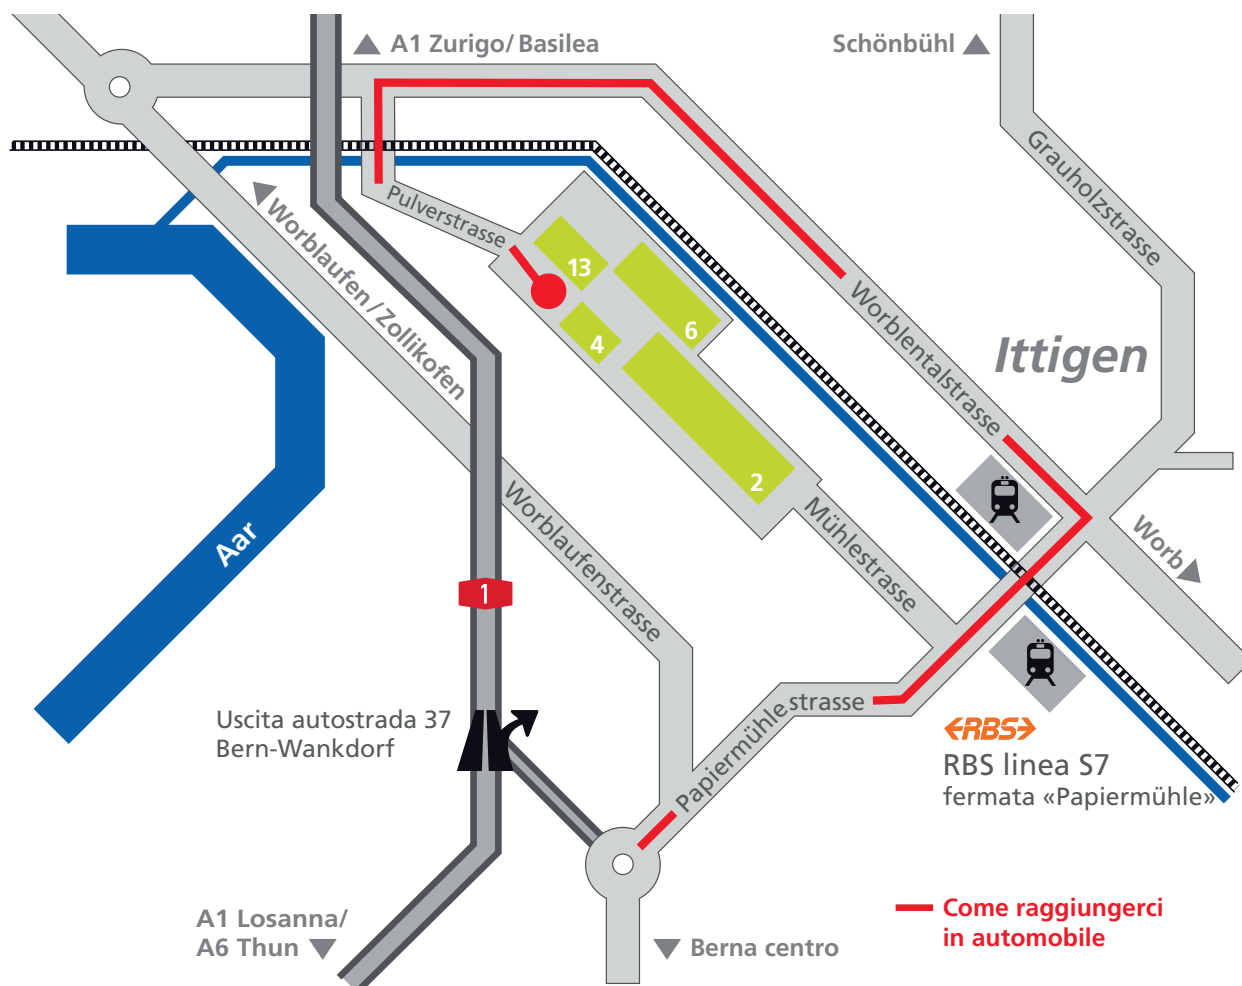 A1 Zurigo/Basilea
Schönbühl
Grauholzstrasse
Pulverstrasse
Worblaufen/Zollikofen
13
6
4
2
Worblentalstrasse
Ittigen
Aar
Worblaufenstrasse
Mühlestrasse
Worb
1
Uscita autostrada 37
Bern-Wankdorf
Papiermühlestrasse
RBS
RBS linea S7
fermata «Papiermühle»
A1 Losanna/
A6 Thun
Berna centro
Come raggiungerci
in automobile